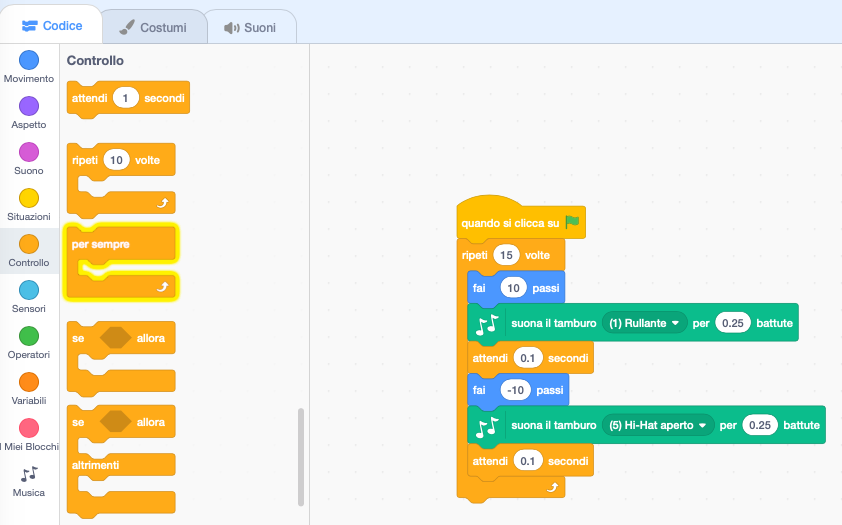 Codice
Costumi
Suoni
Movimento
Aspetto
Suono
Situazioni
Controllo
Sensori
Operatori
Variabili
I Miei Blocchi
Musica
Controllo
attendi 1 secondi
ripeti 10 volte
per sempre
se allora
se allora
altrimenti
quando si clicca su
ripeti 15 volte
fai 10 passi
suona il tamburo (1) Rullante per 0.25 battute
attendi 0.1 secondi
fai -10 passi
suona il tamburo (5) Hi-Hat aperto per 0.25 battute
attendi 0.1 secondi